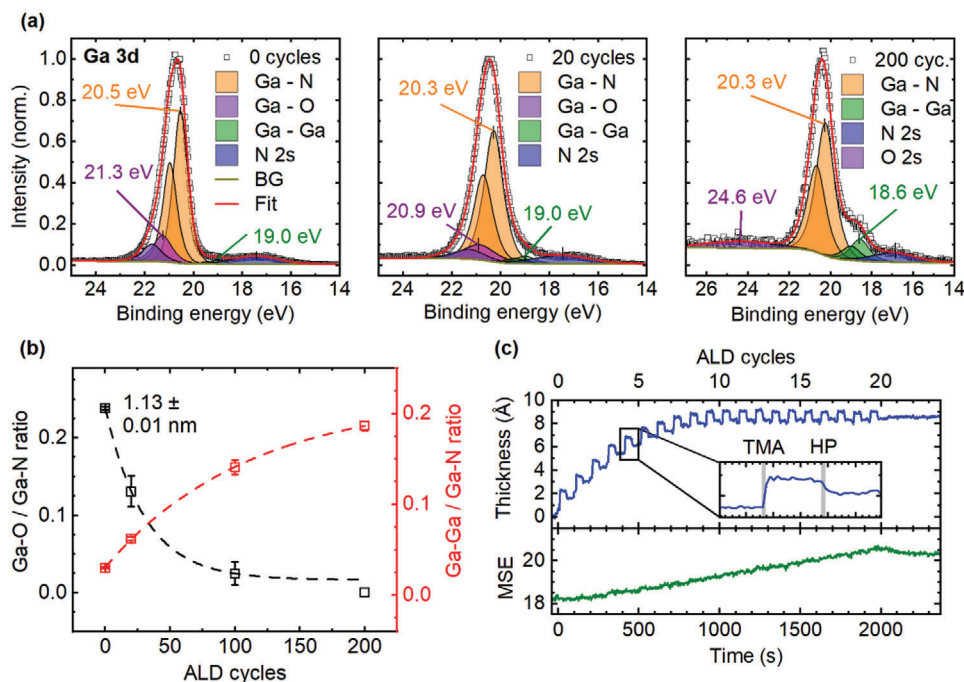 (a)
Ga 3d
0 cycles
Ga - N
Ga - O
Ga - Ga
N 2s
BG
Fit
20.5 eV
21.3 eV
19.0 eV
20 cycles
Ga - N
Ga - O
Ga - Ga
N 2s
20.3 eV
20.9 eV
19.0 eV
200 cyc.
Ga - N
Ga - Ga
N 2s
O 2s
20.3 eV
24.6 eV
18.6 eV
Intensity (norm.)
1.0
0.8
0.6
0.4
0.2
0.0
24 22 20 18 16 14
24 22 20 18 16 14
26 24 22 20 18 16 14
Binding energy (eV)
Binding energy (eV)
Binding energy (eV)
(b)
1.13 ±
0.01 nm
Ga-O / Ga-N ratio
0.2
0.1
0.0
Ga-Ga / Ga-N ratio
0.2
0.1
0.0
0 50 100 150 200
ALD cycles
(c)
ALD cycles
0 5 10 15 20
Thickness (Å)
8
6
4
2
0
TMA HP
MSE
20
18
0 500 1000 1500 2000
Time (s)